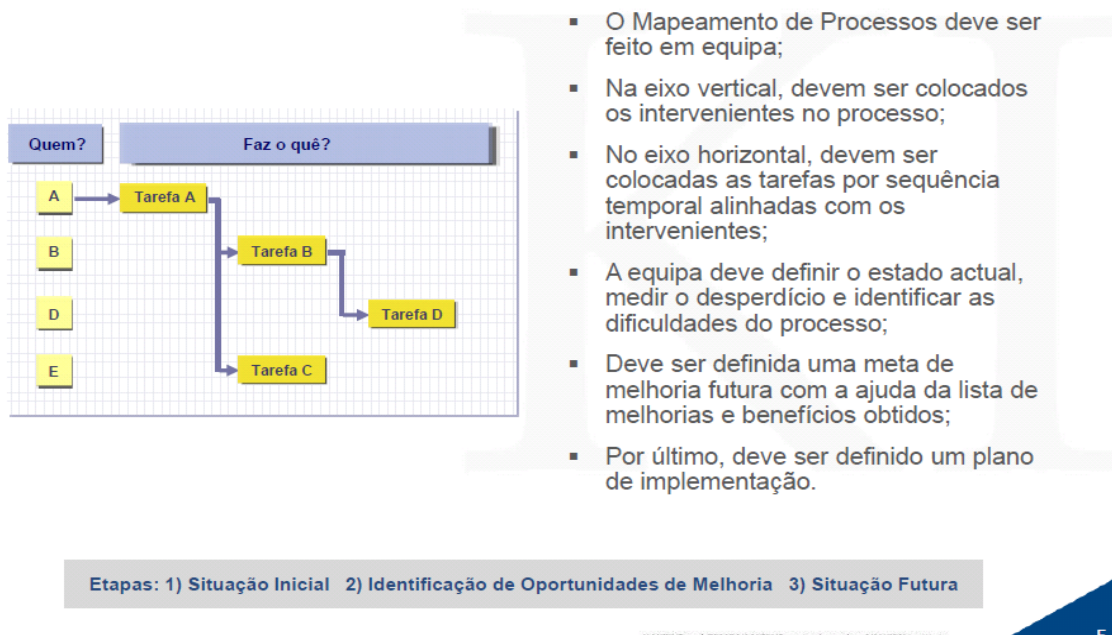 ▪ O Mapeamento de Processos deve ser
feito em equipa;
▪ Na eixo vertical, devem ser colocados
os intervenientes no processo;
▪ No eixo horizontal, devem ser
colocadas as tarefas por sequência
temporal alinhadas com os
intervenientes;
▪ A equipa deve definir o estado actual,
medir o desperdício e identificar as
dificuldades do processo;
▪ Deve ser definida uma meta de
melhoria futura com a ajuda da lista de
melhorias e benefícios obtidos;
▪ Por último, deve ser definido um plano
de implementação.
Quem? Faz o quê?
A Tarefa A
B Tarefa B
D Tarefa D
E Tarefa C
Etapas: 1) Situação Inicial 2) Identificação de Oportunidades de Melhoria 3) Situação Futura